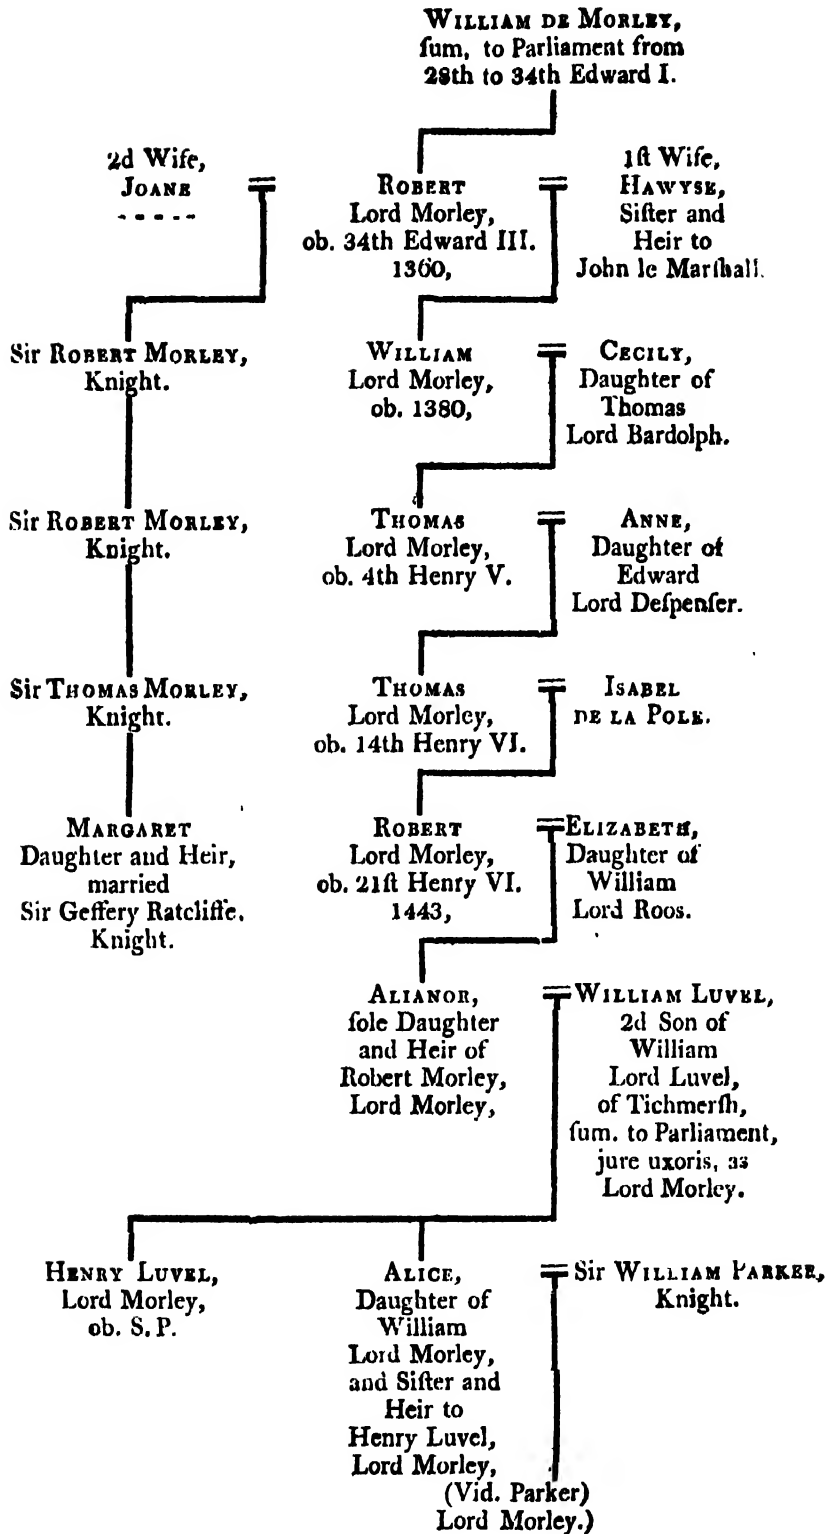 WILLIAM DE MORLEY,
ſum, to Parliament from
28th to 34th Edward I.
2d Wife,
JOANE
- - - - -
ROBERT
Lord Morley,
ob. 34th Edward III.
1360,
1ſt Wife,
HAWYSE,
Siſter and
Heir to
John le Marſhall.
Sir ROBERT MORLEY,
Knight.
WILLIAM
Lord Morley,
ob. 1380,
CECILY,
Daughter of
Thomas
Lord Bardolph.
Sir ROBERT MORLEY,
Knight.
THOMAS
Lord Morley,
ob. 4th Henry V.
ANNE,
Daughter of
Edward
Lord Deſpenſer.
Sir THOMAS MORLEY,
Knight.
THOMAS
Lord Morley,
ob. 14th Henry VI.
ISABEL
DE LA POLE.
MARGARET
Daughter and Heir,
married
Sir Geffery Ratcliffe.
Knight.
ROBERT
Lord Morley,
ob. 21ſt Henry VI.
1443,
ELIZABETH,
Daughter of
William
Lord Roos.
ALIANOR,
ſole Daughter
and Heir of
Robert Morley,
Lord Morley,
WILLIAM LUVEL,
2d Son of
William
Lord Luvel,
of Tichmerſh,
ſum. to Parliament,
jure uxoris, as
Lord Morley.
HENRY LUVEL,
Lord Morley,
ob. S. P.
ALICE,
Daughter of
William
Lord Morley,
and Siſter and
Heir to
Henry Luvel,
Lord Morley,
Sir WILLIAM PARKER,
Knight.
(Vid. Parker)
Lord Morley.)